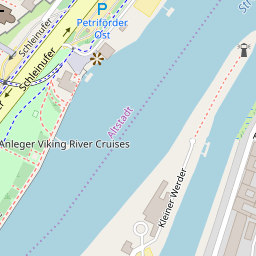 P
Petriförder
Ost
Schleinufer
Schleinufer
Altstadt
Anleger Viking River Cruises
Kleiner Werder